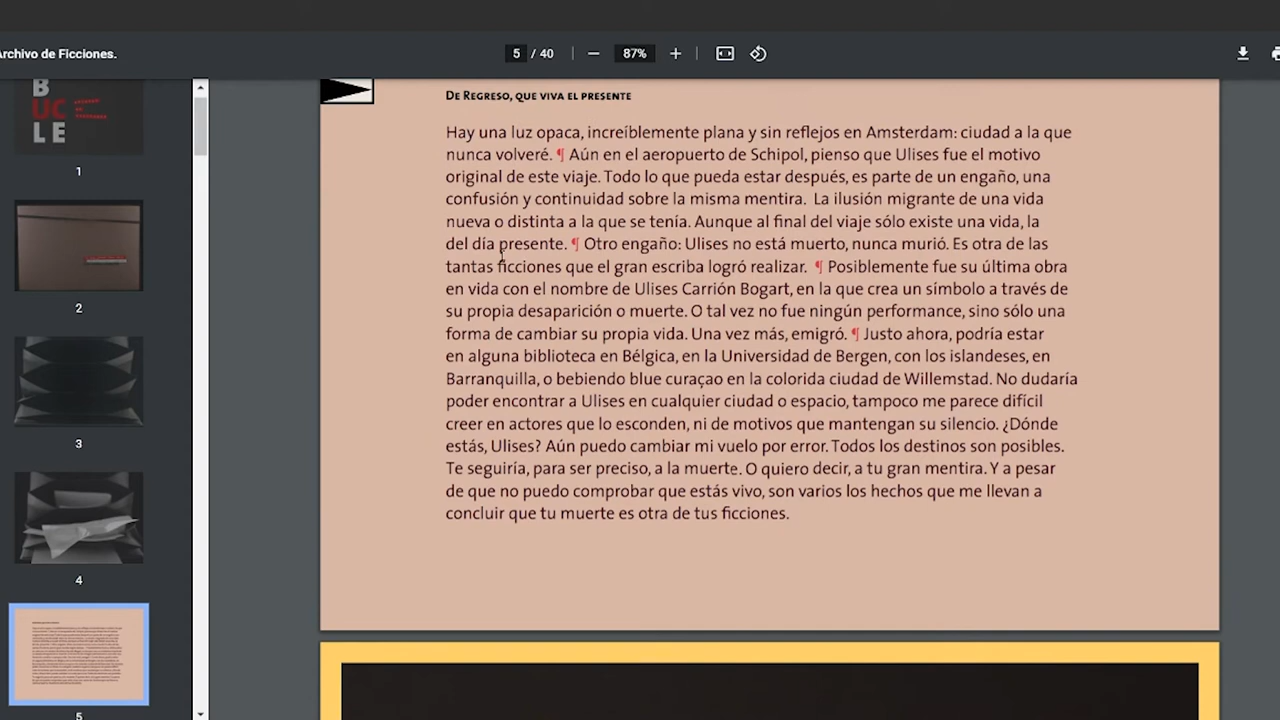 Archivo de Ficciones.
5 / 40
87%
B
UC
LE
1
2
3
4
5
De Regreso, que viva el presente
Hay una luz opaca, increíblemente plana y sin reflejos en Amsterdam: ciudad a la que
nunca volveré. ¶ Aún en el aeropuerto de Schipol, pienso que Ulises fue el motivo
original de este viaje. Todo lo que pueda estar después, es parte de un engaño, una
confusión y continuidad sobre la misma mentira. La ilusión migrante de una vida
nueva o distinta a la que se tenía. Aunque al final del viaje sólo existe una vida, la
del día presente. ¶ Otro engaño: Ulises no está muerto, nunca murió. Es otra de las
tantas ficciones que el gran escriba logró realizar. ¶ Posiblemente fue su última obra
en vida con el nombre de Ulises Carrión Bogart, en la que crea un símbolo a través de
su propia desaparición o muerte. O tal vez no fue ningún performance, sino sólo una
forma de cambiar su propia vida. Una vez más, emigró. ¶ Justo ahora, podría estar
en alguna biblioteca en Bélgica, en la Universidad de Bergen, con los islandeses, en
Barranquilla, o bebiendo blue curaçao en la colorida ciudad de Willemstad. No dudaría
poder encontrar a Ulises en cualquier ciudad o espacio, tampoco me parece difícil
creer en actores que lo esconden, ni de motivos que mantengan su silencio. ¿Dónde
estás, Ulises? Aún puedo cambiar mi vuelo por error. Todos los destinos son posibles.
Te seguiría, para ser preciso, a la muerte. O quiero decir, a tu gran mentira. Y a pesar
de que no puedo comprobar que estás vivo, son varios los hechos que me llevan a
concluir que tu muerte es otra de tus ficciones.